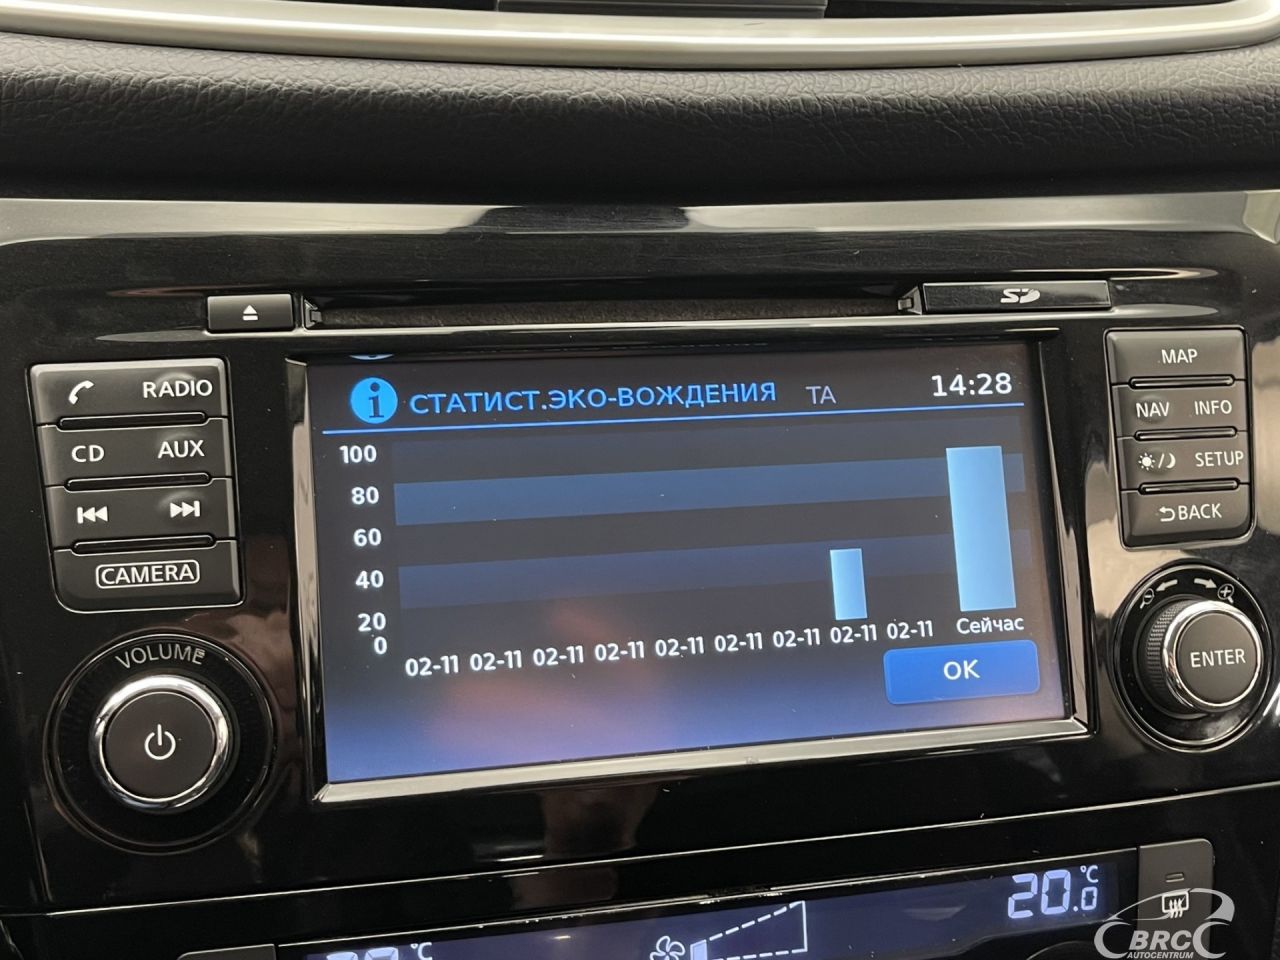 SD
RADIO
CD AUX
CAMERA
VOLUME
СТАТИСТ.ЭКО-ВОЖДЕНИЯ TA 14:28
100
80
60
40
20
0
02-11 02-11 02-11 02-11 02-11 02-11 02-11 02-11 02-11 Сейчас
OK
MAP
NAV INFO
SETUP
BACK
ENTER
°C
20.0 °C
BRC
AUTOCENTRUM